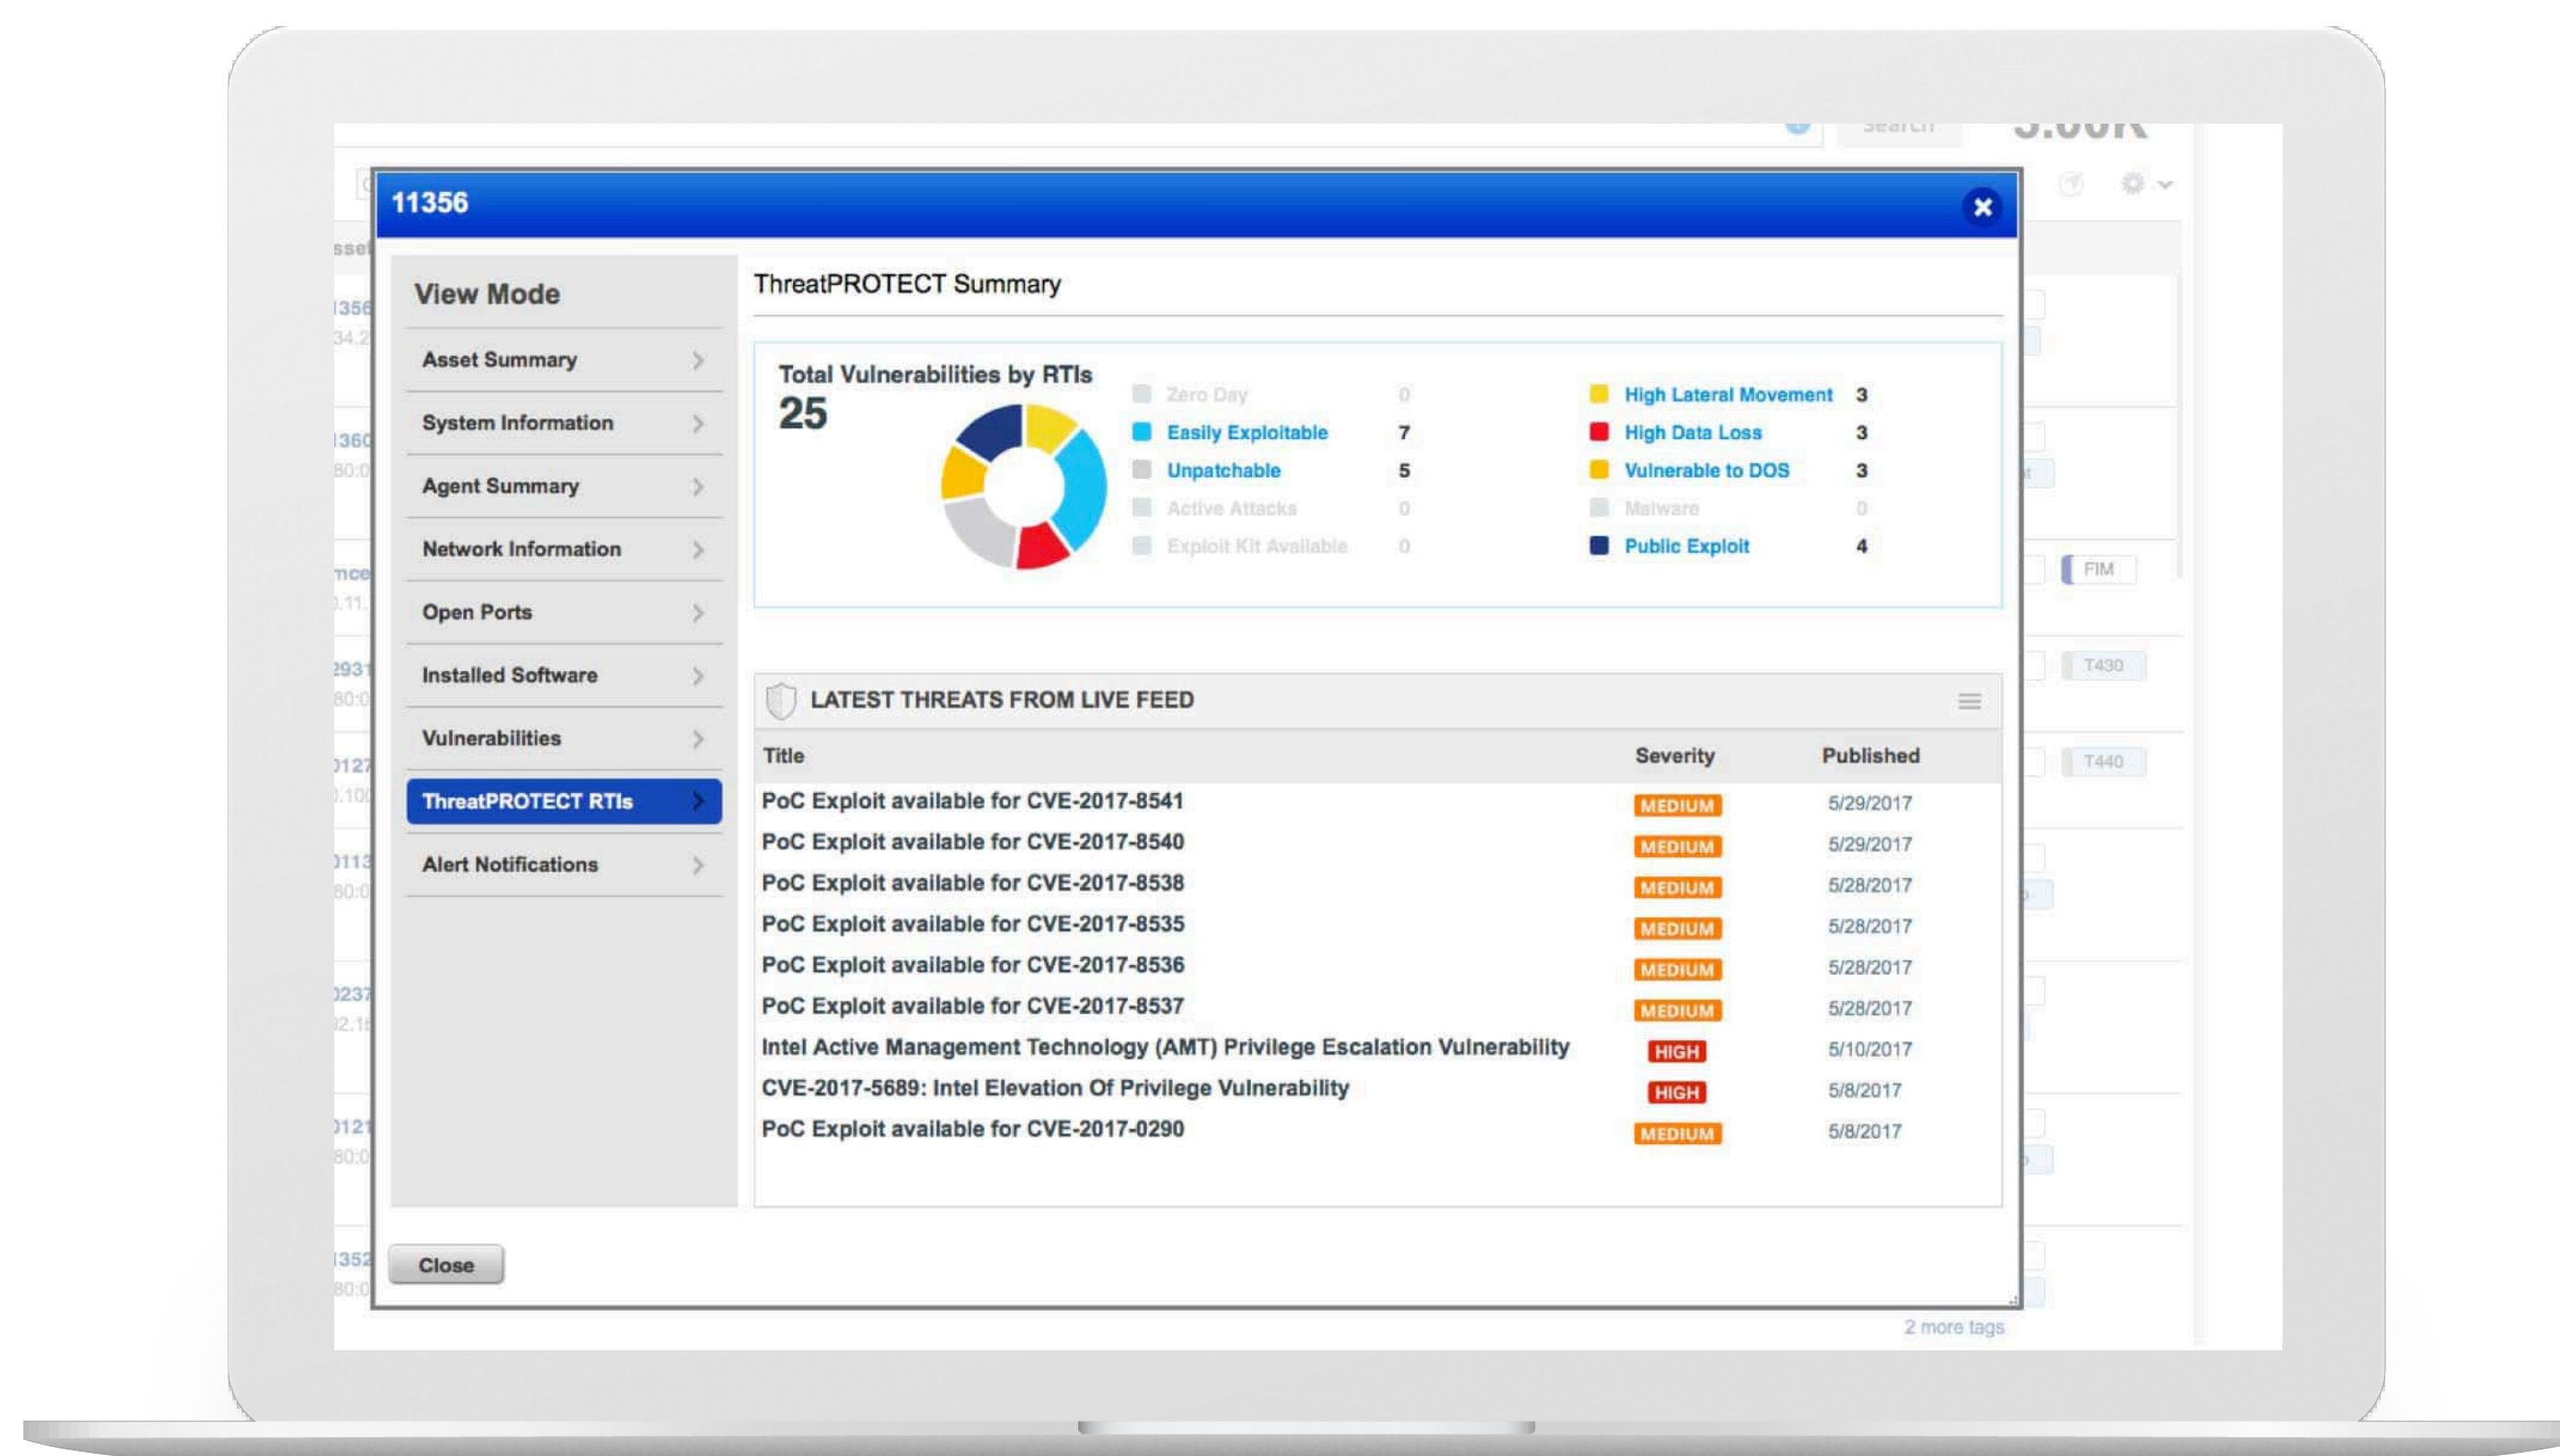 Search
11356
View Mode
Asset Summary
System Information
Agent Summary
Network Information
Open Ports
Installed Software
Vulnerabilities
ThreatPROTECT RTIs
Alert Notifications
ThreatPROTECT Summary
Total Vulnerabilities by RTIs
25
Zero Day 0
Easily Exploitable 7
Unpatchable 5
Active Attacks 0
Exploit Kit Available 0
High Lateral Movement 3
High Data Loss 3
Vulnerable to DOS 3
Malware 0
Public Exploit 4
LATEST THREATS FROM LIVE FEED
Title Severity Published
PoC Exploit available for CVE-2017-8541 MEDIUM 5/29/2017
PoC Exploit available for CVE-2017-8540 MEDIUM 5/29/2017
PoC Exploit available for CVE-2017-8538 MEDIUM 5/28/2017
PoC Exploit available for CVE-2017-8535 MEDIUM 5/28/2017
PoC Exploit available for CVE-2017-8536 MEDIUM 5/28/2017
PoC Exploit available for CVE-2017-8537 MEDIUM 5/28/2017
Intel Active Management Technology (AMT) Privilege Escalation Vulnerability HIGH 5/10/2017
CVE-2017-5689: Intel Elevation Of Privilege Vulnerability HIGH 5/8/2017
PoC Exploit available for CVE-2017-0290 MEDIUM 5/8/2017
Close
FIM
T430
T440
2 more tags